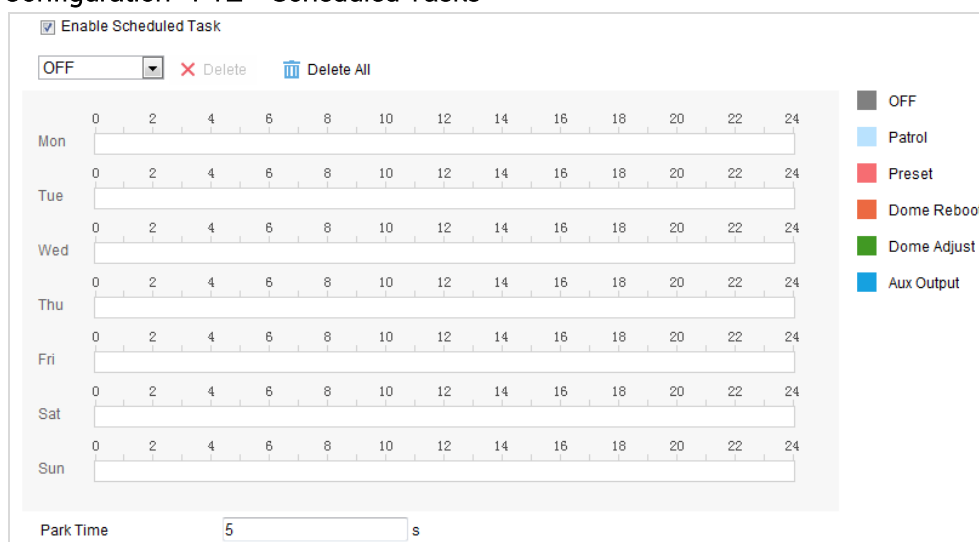 Configuration PTZ Scheduled Tasks
Enable Scheduled Task
OFF Delete Delete All
0 2 4 6 8 10 12 14 16 18 20 22 24
Mon
0 2 4 6 8 10 12 14 16 18 20 22 24
Tue
0 2 4 6 8 10 12 14 16 18 20 22 24
Wed
0 2 4 6 8 10 12 14 16 18 20 22 24
Thu
0 2 4 6 8 10 12 14 16 18 20 22 24
Fri
0 2 4 6 8 10 12 14 16 18 20 22 24
Sat
0 2 4 6 8 10 12 14 16 18 20 22 24
Sun
Park Time 5 s
OFF
Patrol
Preset
Dome Reboot
Dome Adjust
Aux Output